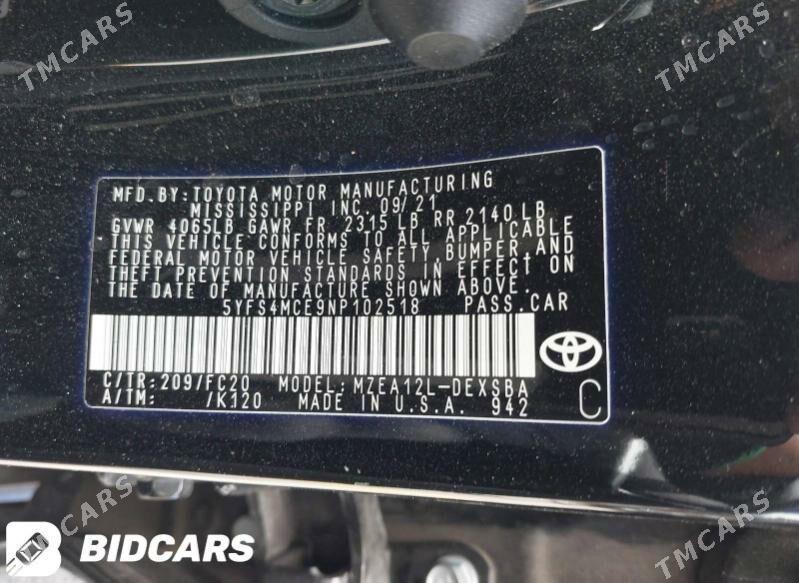 TMCARS
TMCARS
TMCARS
MFD.BY:TOYOTA MOTOR MANUFACTURING
MISSISSIPPI INC. 09/21
GVWR 4065LB GAWR FR. 2315 LB RR 2140 LB
THIS VEHICLE CONFORMS TO ALL APPLICABLE
FEDERAL MOTOR VEHICLE SAFETY,BUMPER,AND
THEFT PREVENTION STANDARDS IN EFFECT ON
THE DATE OF MANUFACTURE SHOWN ABOVE.
5YFS4MCE9NP102518 PASS.CAR
C/TR:209/FC20 MODEL:MZEA12L-DEXSBA
A/TM: /K120 MADE IN U.S.A. 942 C
TMCARS
TMCARS
BIDCARS